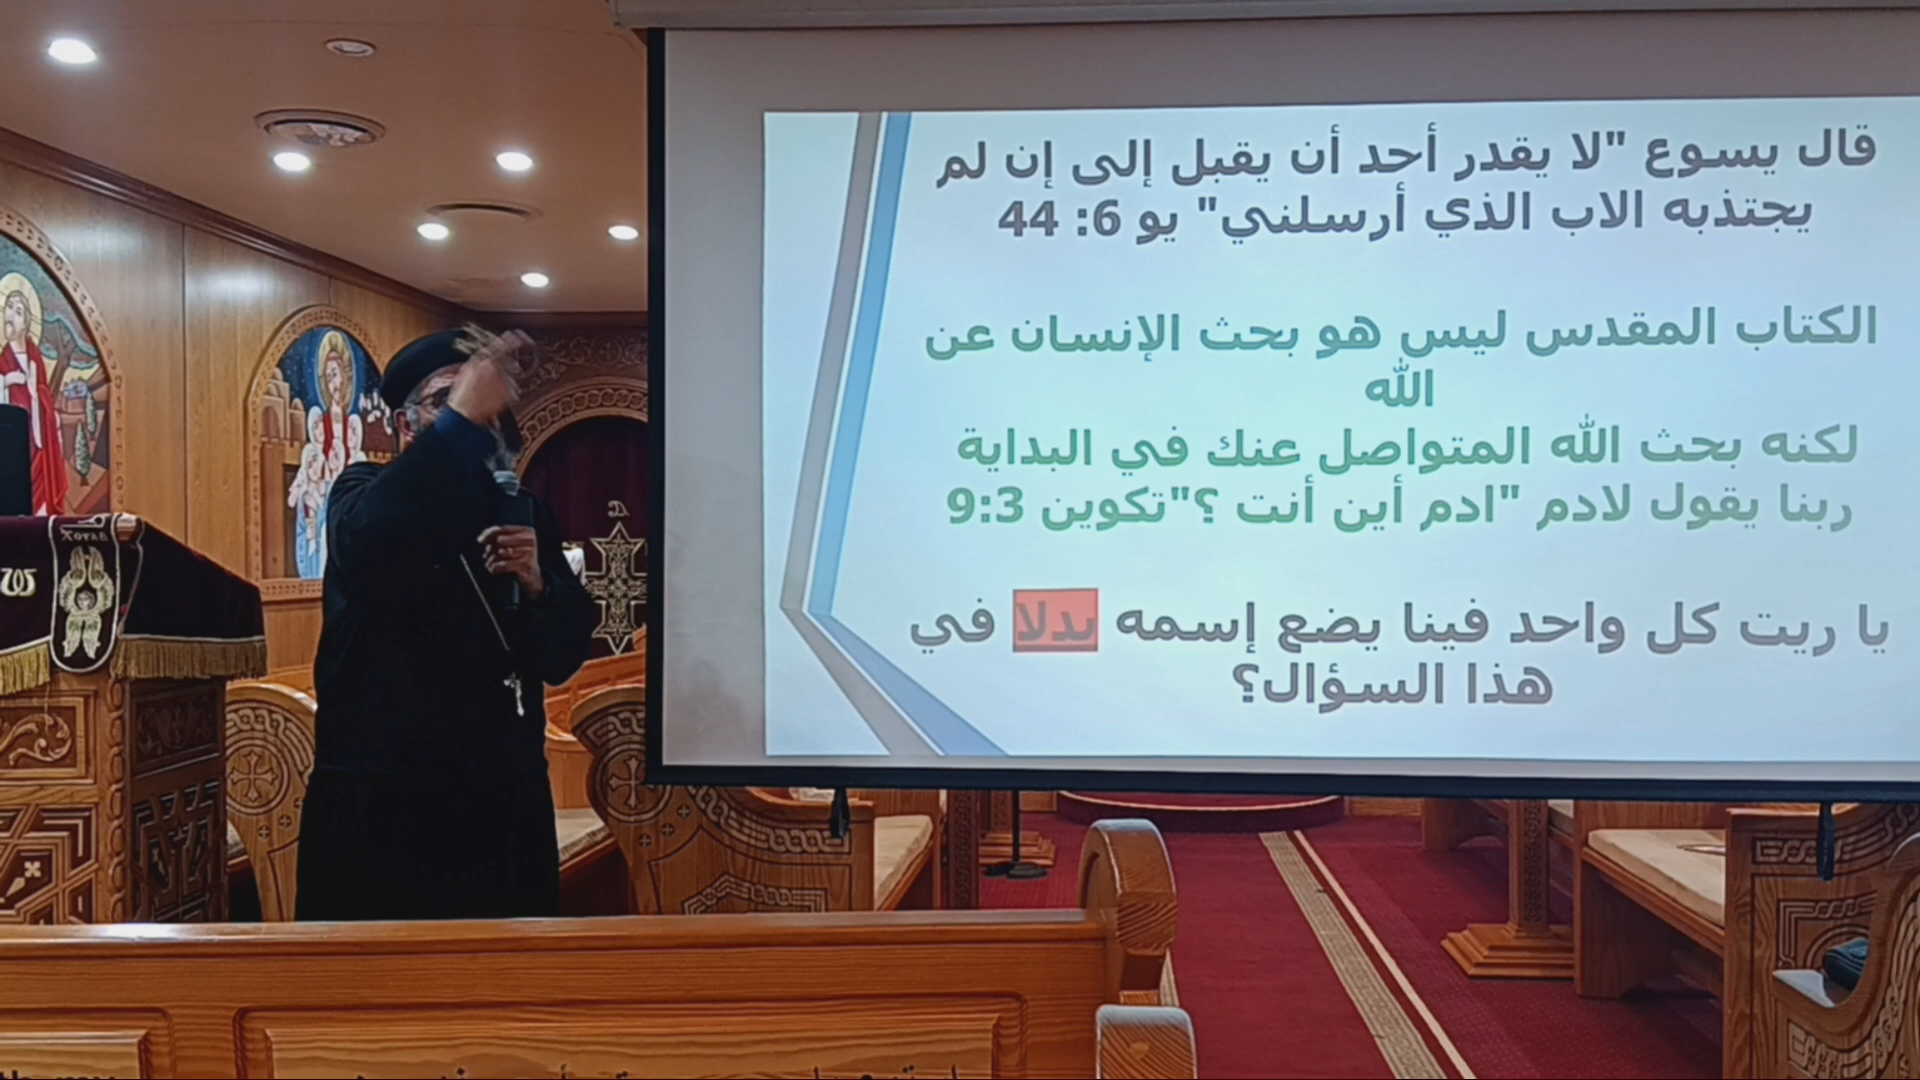 قال يسوع "لا يقدر أحد أن يقبل إلى إن لم
يجتذبه الاب الذي أرسلني" يو 6: 44
الكتاب المقدس ليس هو بحث الإنسان عن
الله
لكنه بحث الله المتواصل عنك في البداية
ربنا يقول لادم "ادم أين أنت ؟"تكوين 9:3
يا ريت كل واحد فينا يضع إسمه بدلا في
هذا السؤال؟